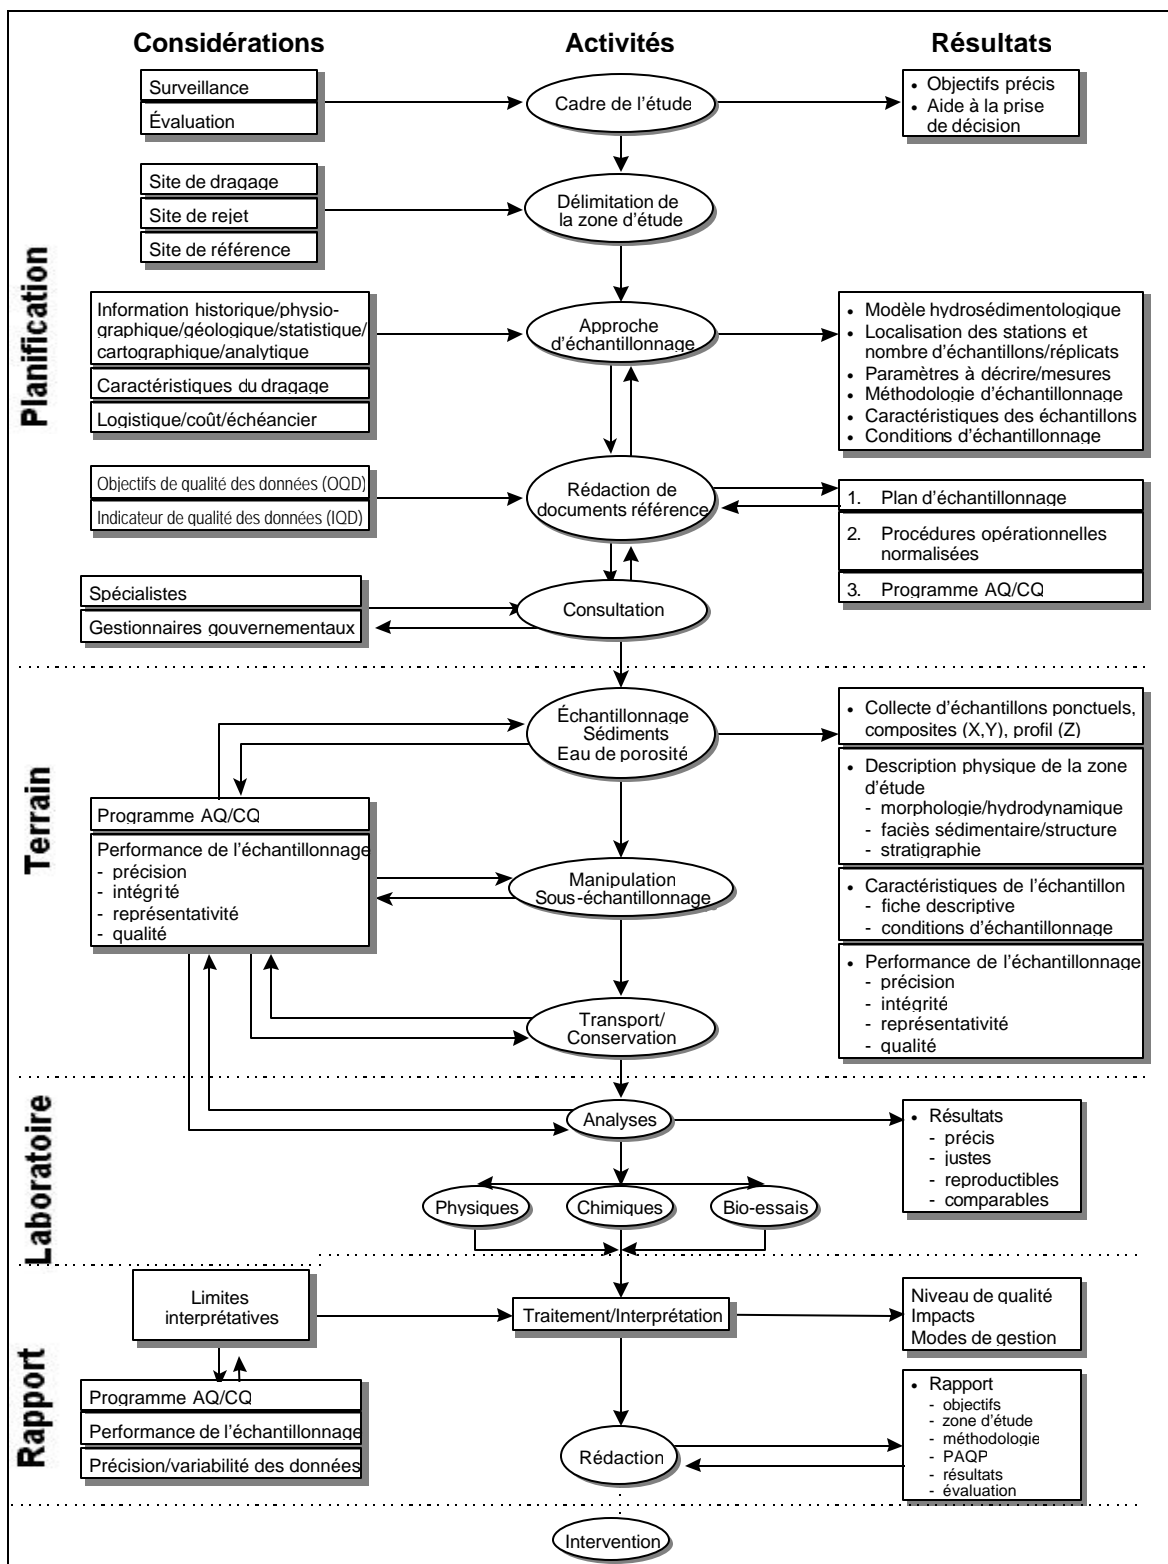 Considérations
Activités
Résultats
Planification
Surveillance
Évaluation
Cadre de l'étude
• Objectifs précis
• Aide à la prise
de décision
Site de dragage
Site de rejet
Site de référence
Délimitation de
la zone d'étude
Information historique/physio-
graphique/géologique/statistique/
cartographique/analytique
Caractéristiques du dragage
Logistique/coût/échéancier
Approche
d'échantillonnage
• Modèle hydrosédimentologique
• Localisation des stations et
nombre d'échantillons/réplicats
• Paramètres à décrire/mesures
• Méthodologie d'échantillonnage
• Caractéristiques des échantillons
• Conditions d'échantillonnage
Objectifs de qualité des données (OQD)
Indicateur de qualité des données (IQD)
Rédaction de
documents référence
1. Plan d'échantillonnage
2. Procédures opérationnelles
normalisées
3. Programme AQ/CQ
Spécialistes
Gestionnaires gouvernementaux
Consultation
Terrain
Échantillonnage
Sédiments
Eau de porosité
• Collecte d'échantillons ponctuels,
composites (X,Y), profil (Z)
• Description physique de la zone
d'étude
- morphologie/hydrodynamique
- faciès sédimentaire/structure
- stratigraphie
Programme AQ/CQ
Performance de l'échantillonnage
- précision
- intégrité
- représentativité
- qualité
Manipulation
Sous-échantillonnage
• Caractéristiques de l'échantillon
- fiche descriptive
- conditions d'échantillonnage
• Performance de l'échantillonnage
- précision
- intégrité
- représentativité
- qualité
Transport/
Conservation
Laboratoire
Analyses
• Résultats
- précis
- justes
- reproductibles
- comparables
Physiques
Chimiques
Bio-essais
Rapport
Limites
interprétatives
Traitement/Interprétation
Niveau de qualité
Impacts
Modes de gestion
Programme AQ/CQ
Performance de l'échantillonnage
Précision/variabilité des données
Rédaction
• Rapport
- objectifs
- zone d'étude
- méthodologie
- PAQP
- résultats
- évaluation
Intervention